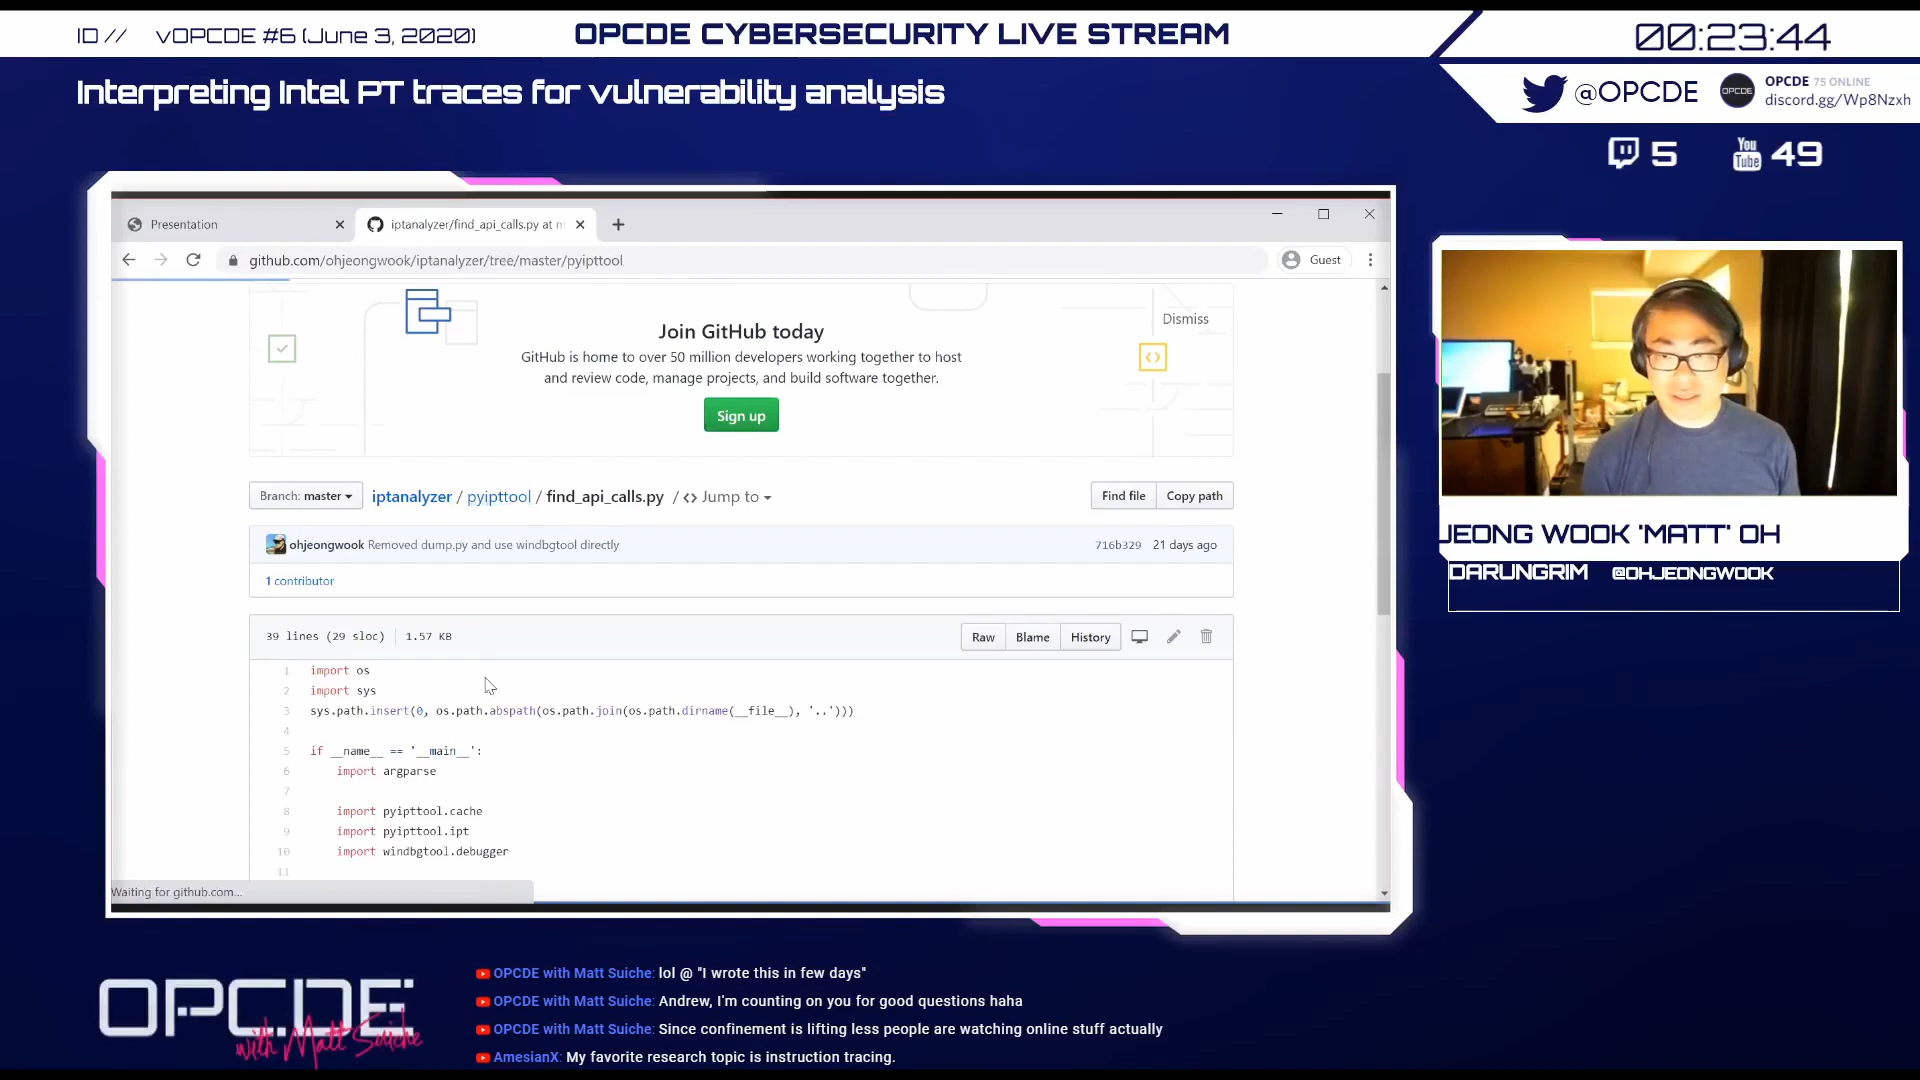 ID // vOPCDE #6 (June 3, 2020)
OPCDE CYBERSECURITY LIVE STREAM
00:23:44
Interpreting Intel PT traces for vulnerability analysis
@OPCDE
OPCDE
OPCDE 75 ONLINE
discord.gg/Wp8Nzxh
5
You Tube
49
Presentation
iptanalyzer/find_api_calls.py at m
github.com/ohjeongwook/iptanalyzer/tree/master/pyipttool
Guest
Join GitHub today
Dismiss
GitHub is home to over 50 million developers working together to host
and review code, manage projects, and build software together.
Sign up
Branch: master
iptanalyzer / pyipttool / find_api_calls.py / <> Jump to
Find file
Copy path
ohjeongwook Removed dump.py and use windbgtool directly
716b329 21 days ago
1 contributor
39 lines (29 sloc) | 1.57 KB
Raw
Blame
History
1 import os
2 import sys
3 sys.path.insert(0, os.path.abspath(os.path.join(os.path.dirname(__file__), '..')))
4
5 if __name__ == '__main__':
6 import argparse
7
8 import pyipttool.cache
9 import pyipttool.ipt
10 import windbgtool.debugger
11
Waiting for github.com...
JEONG WOOK 'MATT' OH
DARUNGRIM @OHJEONGWOOK
OPCDE
with Matt Suiche
OPCDE with Matt Suiche: lol @ "I wrote this in few days"
OPCDE with Matt Suiche: Andrew, I'm counting on you for good questions haha
OPCDE with Matt Suiche: Since confinement is lifting less people are watching online stuff actually
AmesianX: My favorite research topic is instruction tracing.